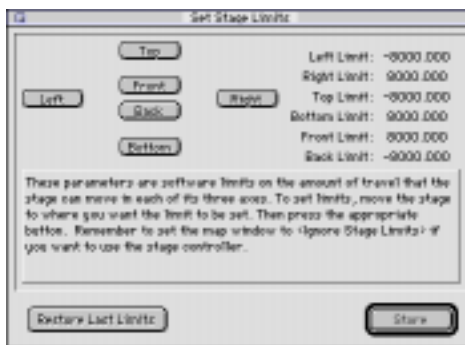 Set Stage Limits
Top
Left Limit: -8000.000
Right Limit: 8000.000
Front
Left
Right
Top Limit: -8000.000
Back
Bottom Limit: 8000.000
Front Limit: 8000.000
Bottom
Back Limit: -8000.000
These parameters are software limits on the amount of travel that the
stage can move in each of its three axes. To set limits, move the stage
to where you want the limit to be set. Then press the appropriate
button. Remember to set the map window to <Ignore Stage Limits> if
you want to use the stage controller.
Restore Last Limits
Store